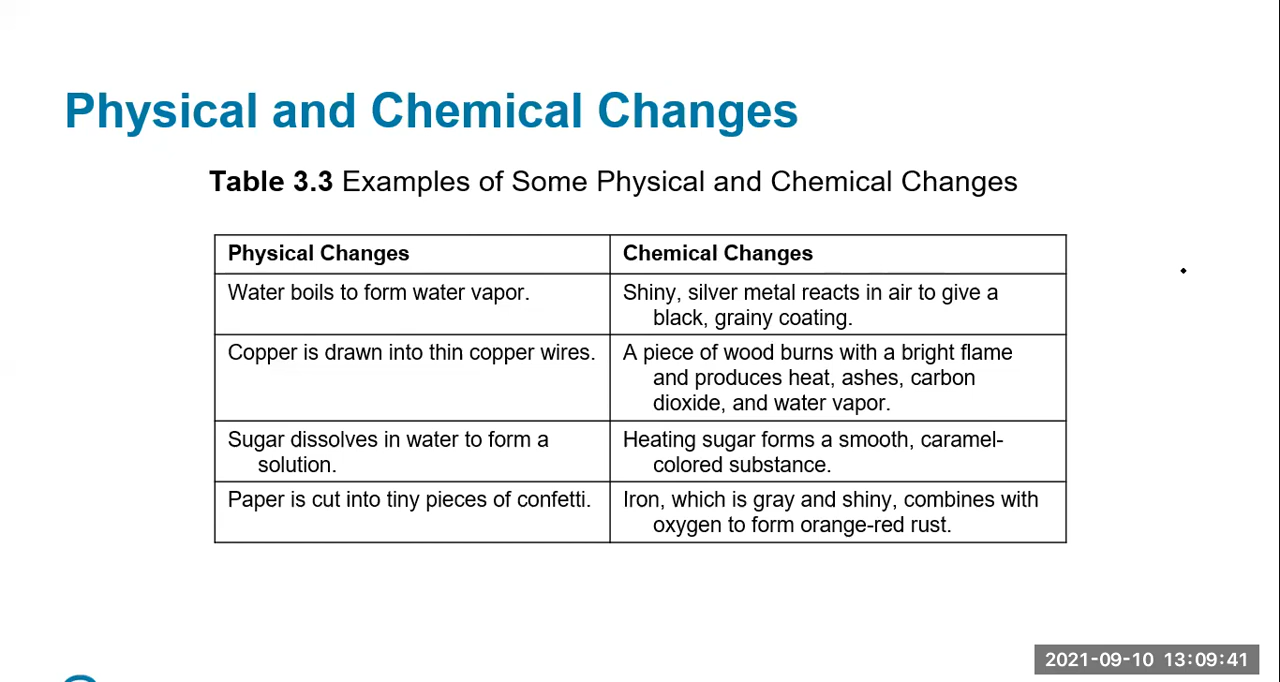 Physical and Chemical Changes
Table 3.3 Examples of Some Physical and Chemical Changes
Physical Changes
Chemical Changes
Water boils to form water vapor.
Shiny, silver metal reacts in air to give a
black, grainy coating.
Copper is drawn into thin copper wires.
A piece of wood burns with a bright flame
and produces heat, ashes, carbon
dioxide, and water vapor.
Sugar dissolves in water to form a
solution.
Heating sugar forms a smooth, caramel-
colored substance.
Paper is cut into tiny pieces of confetti.
Iron, which is gray and shiny, combines with
oxygen to form orange-red rust.
2021-09-10 13:09:41